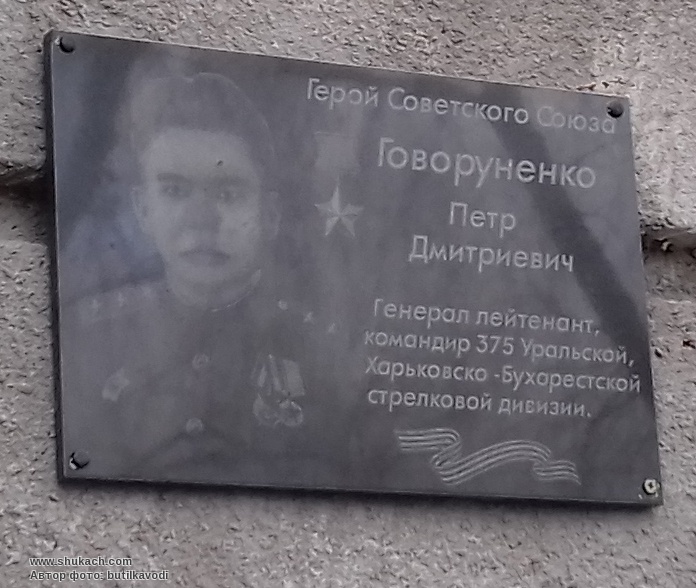 Герой Советского Союза
Говоруненко
Петр
Дмитриевич
Генерал лейтенант,
командир 375 Уральской,
Харьковско-Бухарестской
стрелковой дивизии.
www.shukach.com
Автор фото: butilkavodi